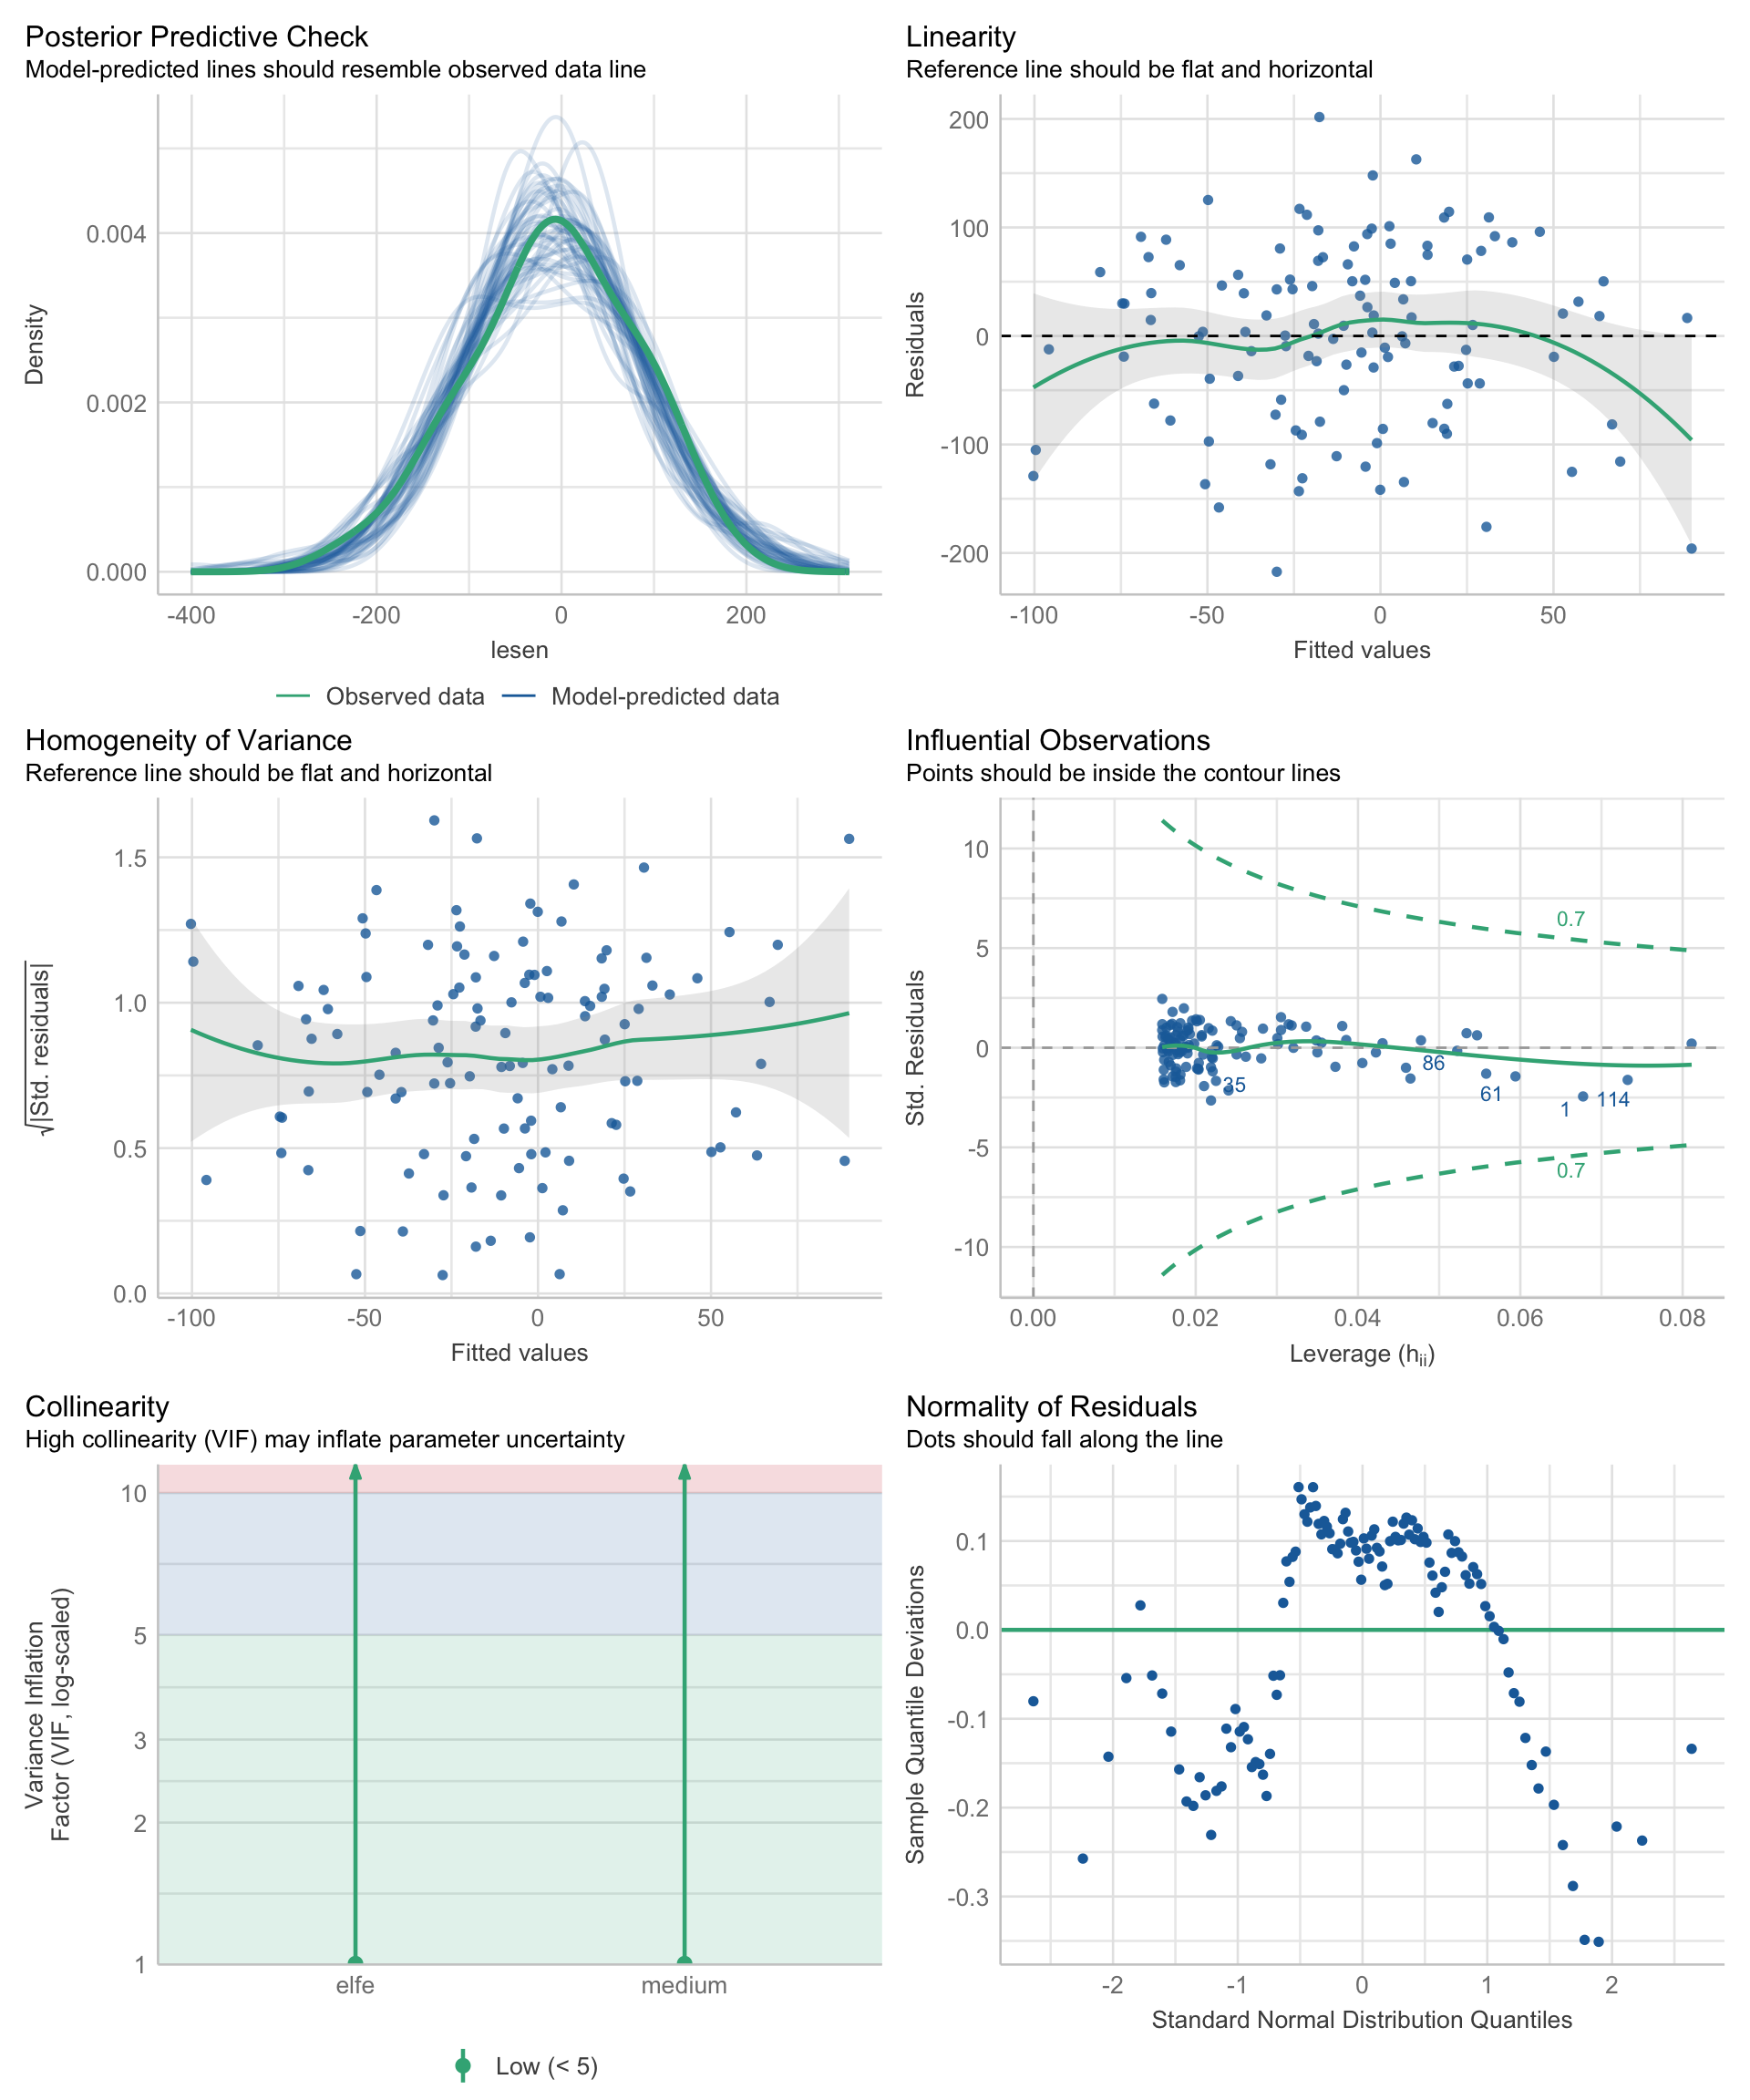 Posterior Predictive Check
Model-predicted lines should resemble observed data line
Density
0.004
0.002
0.000
-400
-200
0
200
lesen
Observed data
Model-predicted data
Linearity
Reference line should be flat and horizontal
Residuals
200
100
0
-100
-200
-100
-50
0
50
Fitted values
Homogeneity of Variance
Reference line should be flat and horizontal
√|Std. residuals|
1.5
1.0
0.5
0.0
-100
-50
0
50
Fitted values
Influential Observations
Points should be inside the contour lines
Std. Residuals
10
5
0
-5
-10
0.7
86
35
61
1
114
0.7
0.00
0.02
0.04
0.06
0.08
Leverage (hii)
Collinearity
High collinearity (VIF) may inflate parameter uncertainty
Variance Inflation
Factor (VIF, log-scaled)
10
5
3
2
1
elfe
medium
Low (< 5)
Normality of Residuals
Dots should fall along the line
Sample Quantile Deviations
0.1
0.0
-0.1
-0.2
-0.3
-2
-1
0
1
2
Standard Normal Distribution Quantiles